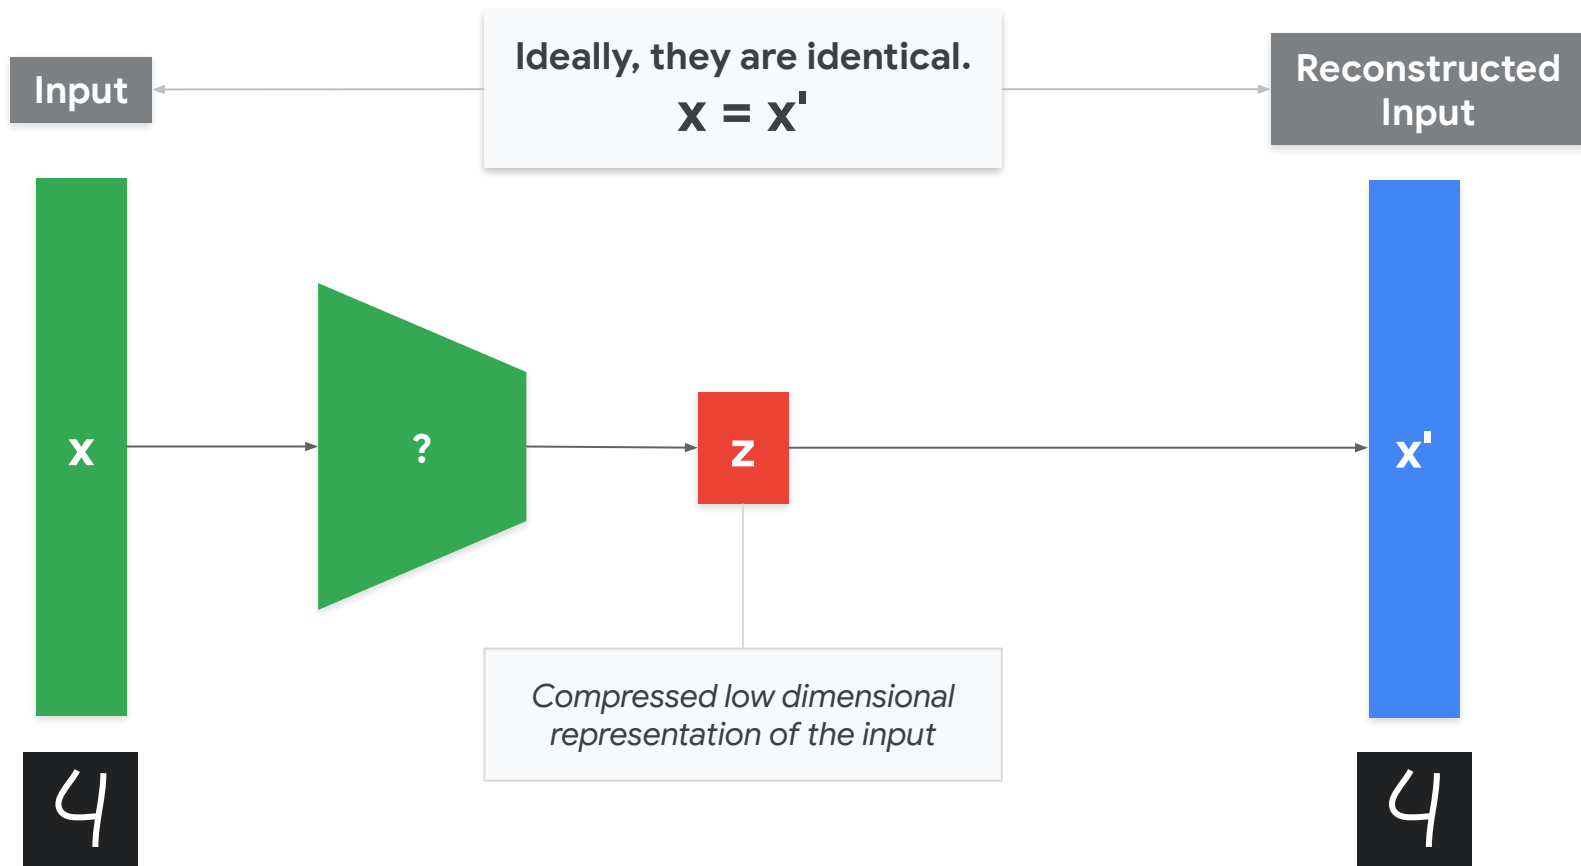 Input
Ideally, they are identical.
x = x'
Reconstructed
Input
x
?
z
x'
Compressed low dimensional
representation of the input
4
4